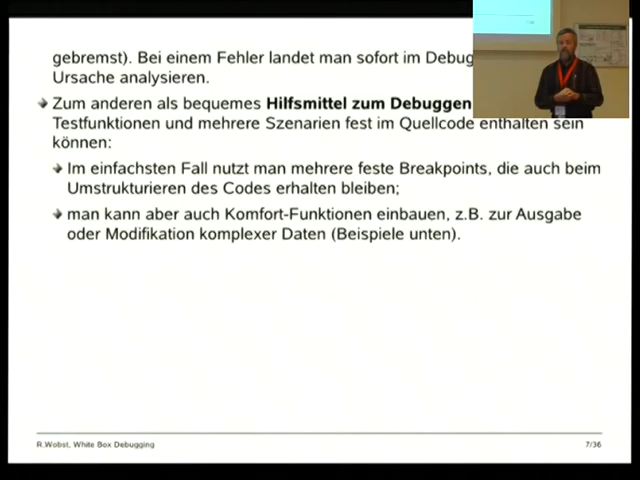 gebremst). Bei einem Fehler landet man sofort im Debug
Ursache analysieren.
Zum anderen als bequemes Hilfsmittel zum Debuggen
Testfunktionen und mehrere Szenarien fest im Quellcode enthalten sein
können:
Im einfachsten Fall nutzt man mehrere feste Breakpoints, die auch beim
Umstrukturieren des Codes erhalten bleiben;
man kann aber auch Komfort-Funktionen einbauen, z.B. zur Ausgabe
oder Modifikation komplexer Daten (Beispiele unten).
R.Wobst, White Box Debugging
7/36